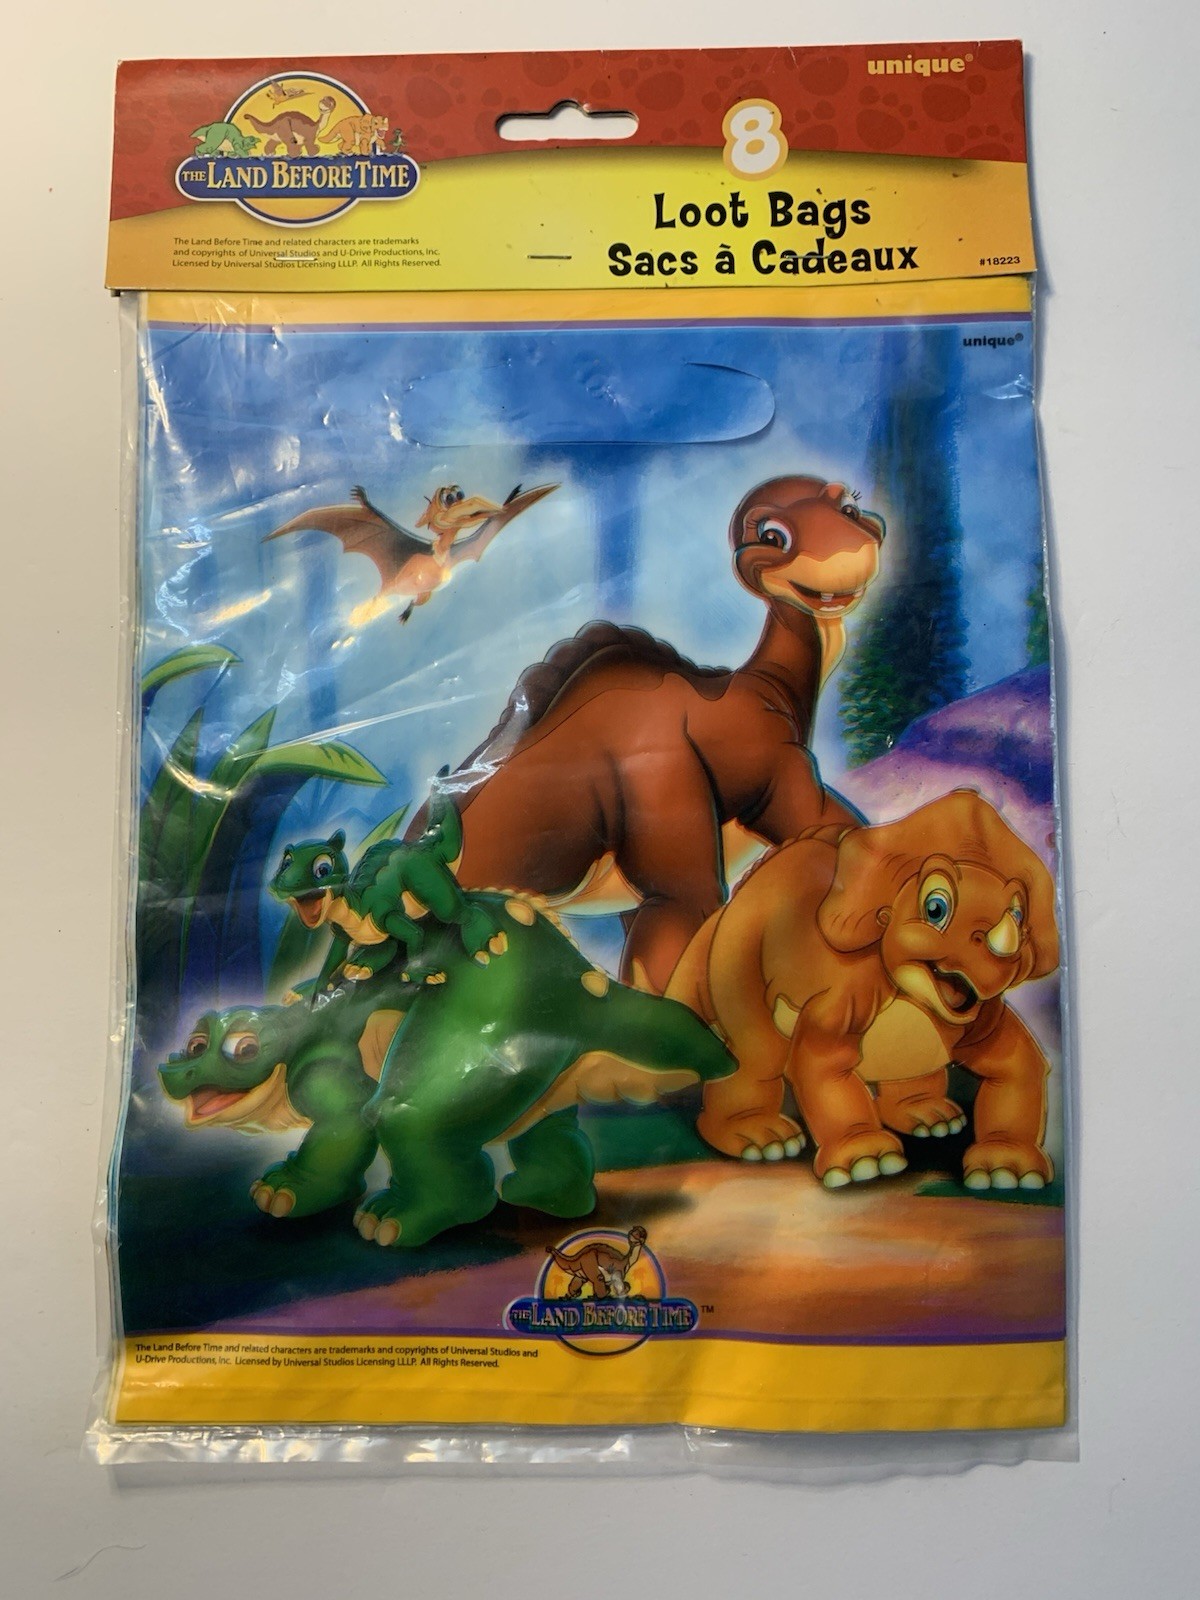 unique®
8
THE LAND BEFORE TIME™
Loot Bags
Sacs à Cadeaux
The Land Before Time and related characters are trademarks
and copyrights of Universal Studios and U-Drive Productions, Inc.
Licensed by Universal Studios Licensing LLLP. All Rights Reserved.
#18223
unique®
THE LAND BEFORE TIME™
The Land Before Time and related characters are trademarks and copyrights of Universal Studios and
U-Drive Productions, Inc. Licensed by Universal Studios Licensing LLLP. All Rights Reserved.